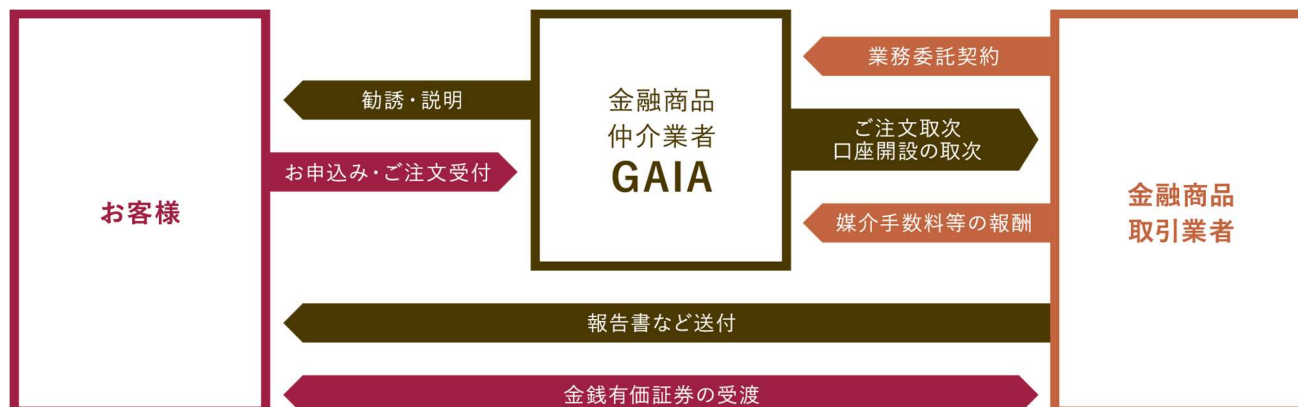 業務委託契約
勧誘・説明
金融商品
仲介業者
GAIA
ご注文取次
口座開設の取次
お申込み・ご注文受付
お客様
金融商品
取引業者
媒介手数料等の報酬
報告書など送付
金銭有価証券の受渡